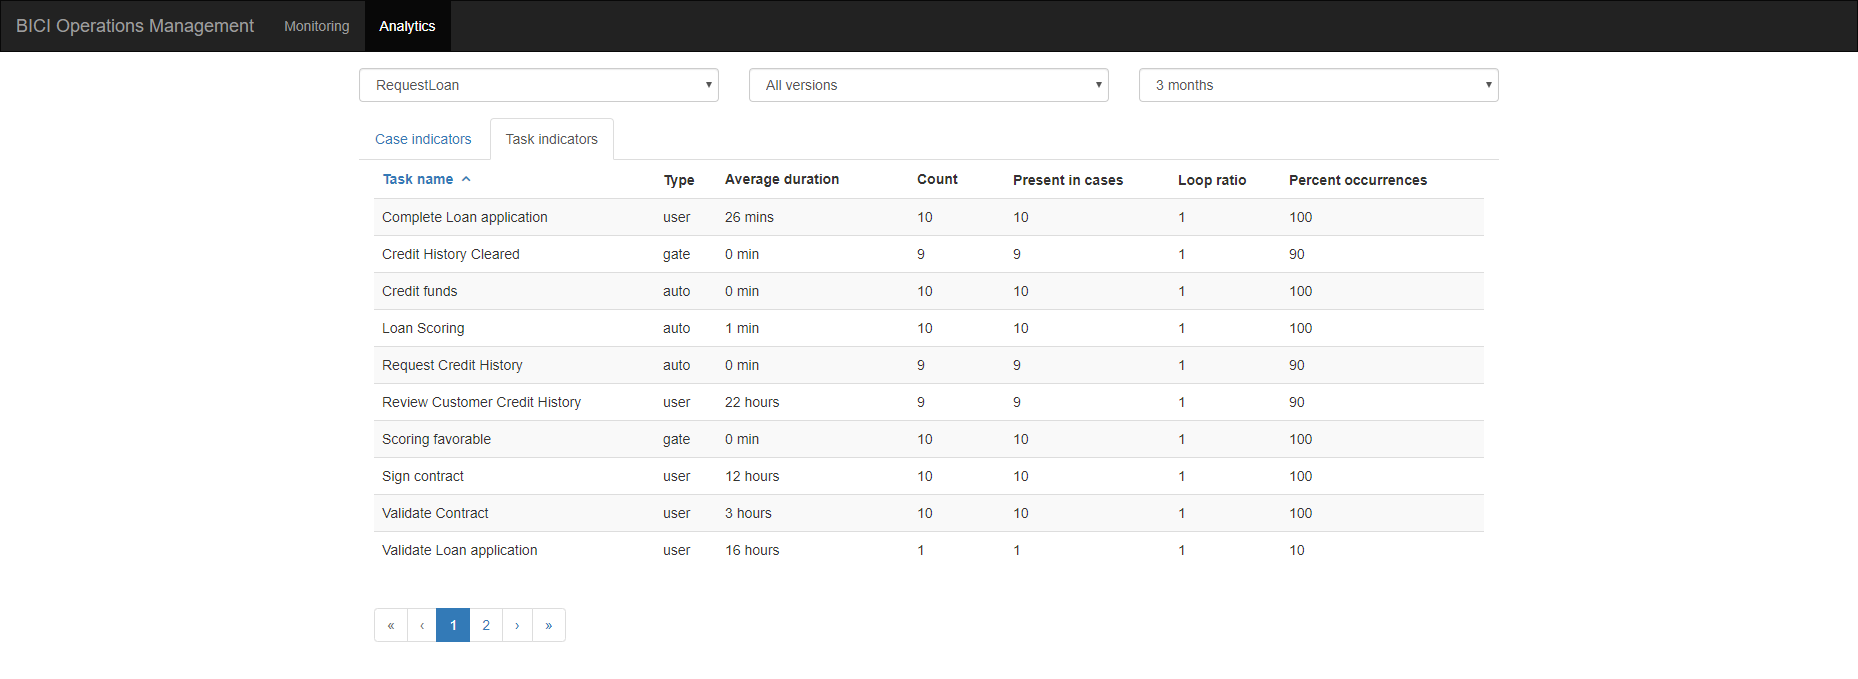 BICI Operations Management Monitoring Analytics
RequestLoan All versions 3 months
Case indicators Task indicators
Task name Type Average duration Count Present in cases Loop ratio Percent occurrences
Complete Loan application user 26 mins 10 10 1 100
Credit History Cleared gate 0 min 9 9 1 90
Credit funds auto 0 min 10 10 1 100
Loan Scoring auto 1 min 10 10 1 100
Request Credit History auto 0 min 9 9 1 90
Review Customer Credit History user 22 hours 9 9 1 90
Scoring favorable gate 0 min 10 10 1 100
Sign contract user 12 hours 10 10 1 100
Validate Contract user 3 hours 10 10 1 100
Validate Loan application user 16 hours 1 1 1 10
« ‹ 1 2 › »